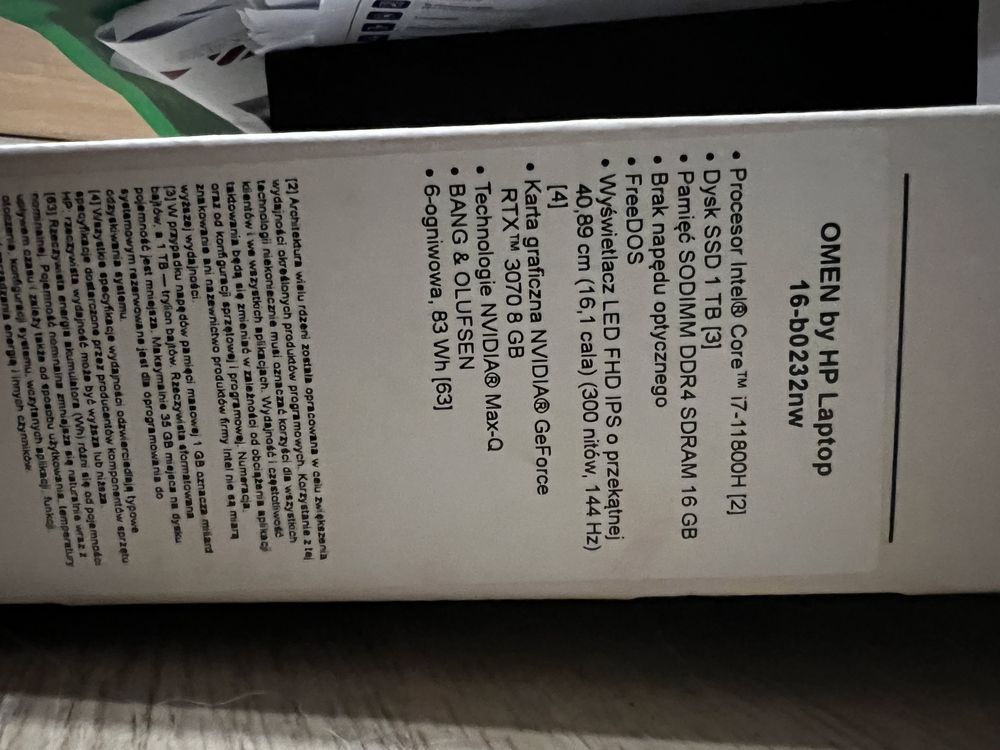 OMEN by HP Laptop
16-b0232nw
• Procesor Intel® Core™ i7-11800H [2]
• Dysk SSD 1 TB [3]
• Pamięć SODIMM DDR4 SDRAM 16 GB
• Brak napędu optycznego
• FreeDOS
• Wyświetlacz LED FHD IPS o przekątnej
40,89 cm (16,1 cala) (300 nitów, 144 Hz)
[4]
• Karta graficzna NVIDIA® GeForce
RTX™ 3070 8 GB
• Technologie NVIDIA® Max-Q
• BANG & OLUFSEN
• 6-ogniwowa, 83 Wh [63]
[2] Architektura wielu rdzeni została opracowana w celu zwiększenia
wydajności określonych produktów programowych. Korzystanie z tej
technologii niekoniecznie musi oznaczać korzyści dla wszystkich
klientów i we wszystkich aplikacjach. Wydajność i częstotliwość
taktowania będą się zmieniać w zależności od obciążenia aplikacji
oraz od konfiguracji sprzętowej i programowej. Numeracja,
znakowanie ani nazewnictwo produktów firmy Intel nie są miarą
wyższej wydajności.
[3] W przypadku napędów pamięci masowej 1 GB oznacza miliard
bajtów, a 1 TB — trylion bajtów. Rzeczywista sformatowana
pojemność jest mniejsza. Maksymalnie 35 GB miejsca na dysku
systemowym rezerwowane jest dla oprogramowania do
odzyskiwania systemu.
[4] Wszystkie specyfikacje wydajności odzwierciedlają typowe
specyfikacje dostarczone przez producentów komponentów sprzętu
HP; rzeczywista wydajność może być wyższa lub niższa.
[63] Rzeczywista energia akumulatora (Wh) różni się od pojemności
nominalnej. Pojemność nominalna zmniejsza się naturalnie wraz z
upływem czasu i zależy także od sposobu użytkowania, temperatury
otoczenia, konfiguracji systemu, wczytanych aplikacji, funkcji,
zarządzania energią i innych czynników.